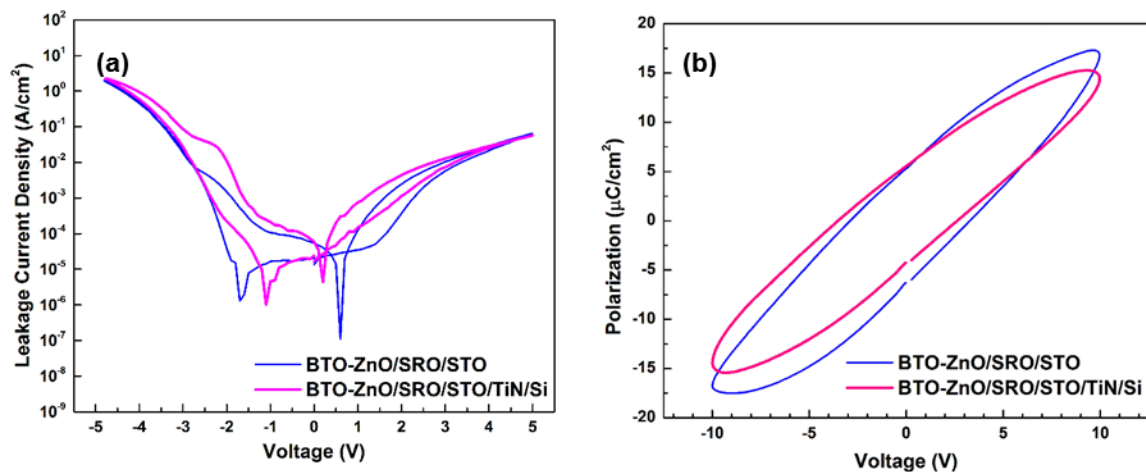 (a)
Leakage Current Density (A/cm²)
10²
10¹
10⁰
10⁻¹
10⁻²
10⁻³
10⁻⁴
10⁻⁵
10⁻⁶
10⁻⁷
10⁻⁸
10⁻⁹
BTO-ZnO/SRO/STO
BTO-ZnO/SRO/STO/TiN/Si
-5 -4 -3 -2 -1 0 1 2 3 4 5
Voltage (V)
(b)
Polarization (μC/cm²)
20
15
10
5
0
-5
-10
-15
-20
BTO-ZnO/SRO/STO
BTO-ZnO/SRO/STO/TiN/Si
-10 -5 0 5 10
Voltage (V)